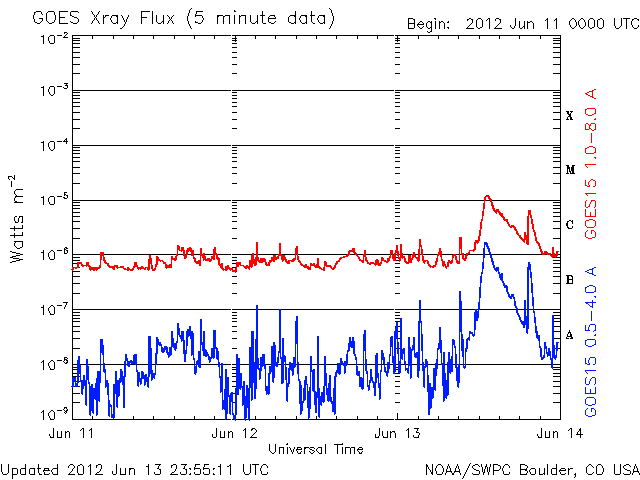 GOES Xray Flux (5 minute data)
Begin: 2012 Jun 11 0000 UTC
10⁻²
10⁻³
10⁻⁴
10⁻⁵
10⁻⁶
10⁻⁷
10⁻⁸
10⁻⁹
Watts m⁻²
X
M
C
B
A
GOES15 1.0-8.0 A
GOES15 0.5-4.0 A
Jun 11
Jun 12
Jun 13
Jun 14
Universal Time
Updated 2012 Jun 13 23:55:11 UTC
NOAA/SWPC Boulder, CO USA